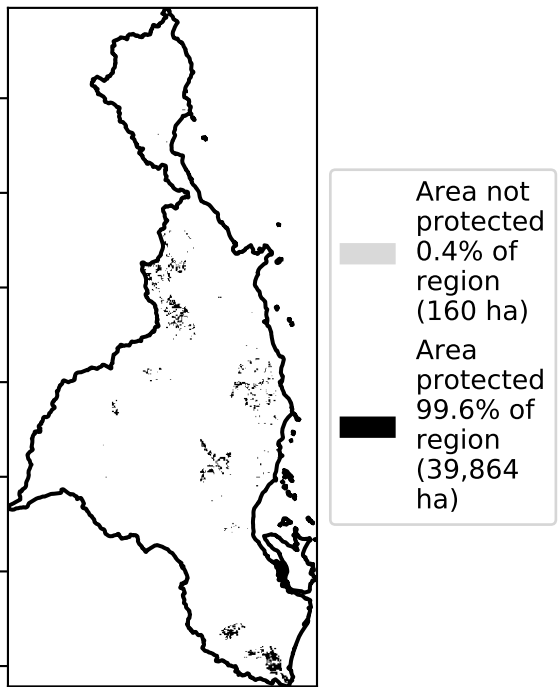 Area not
protected
0.4% of
region
(160 ha)
Area
protected
99.6% of
region
(39,864
ha)